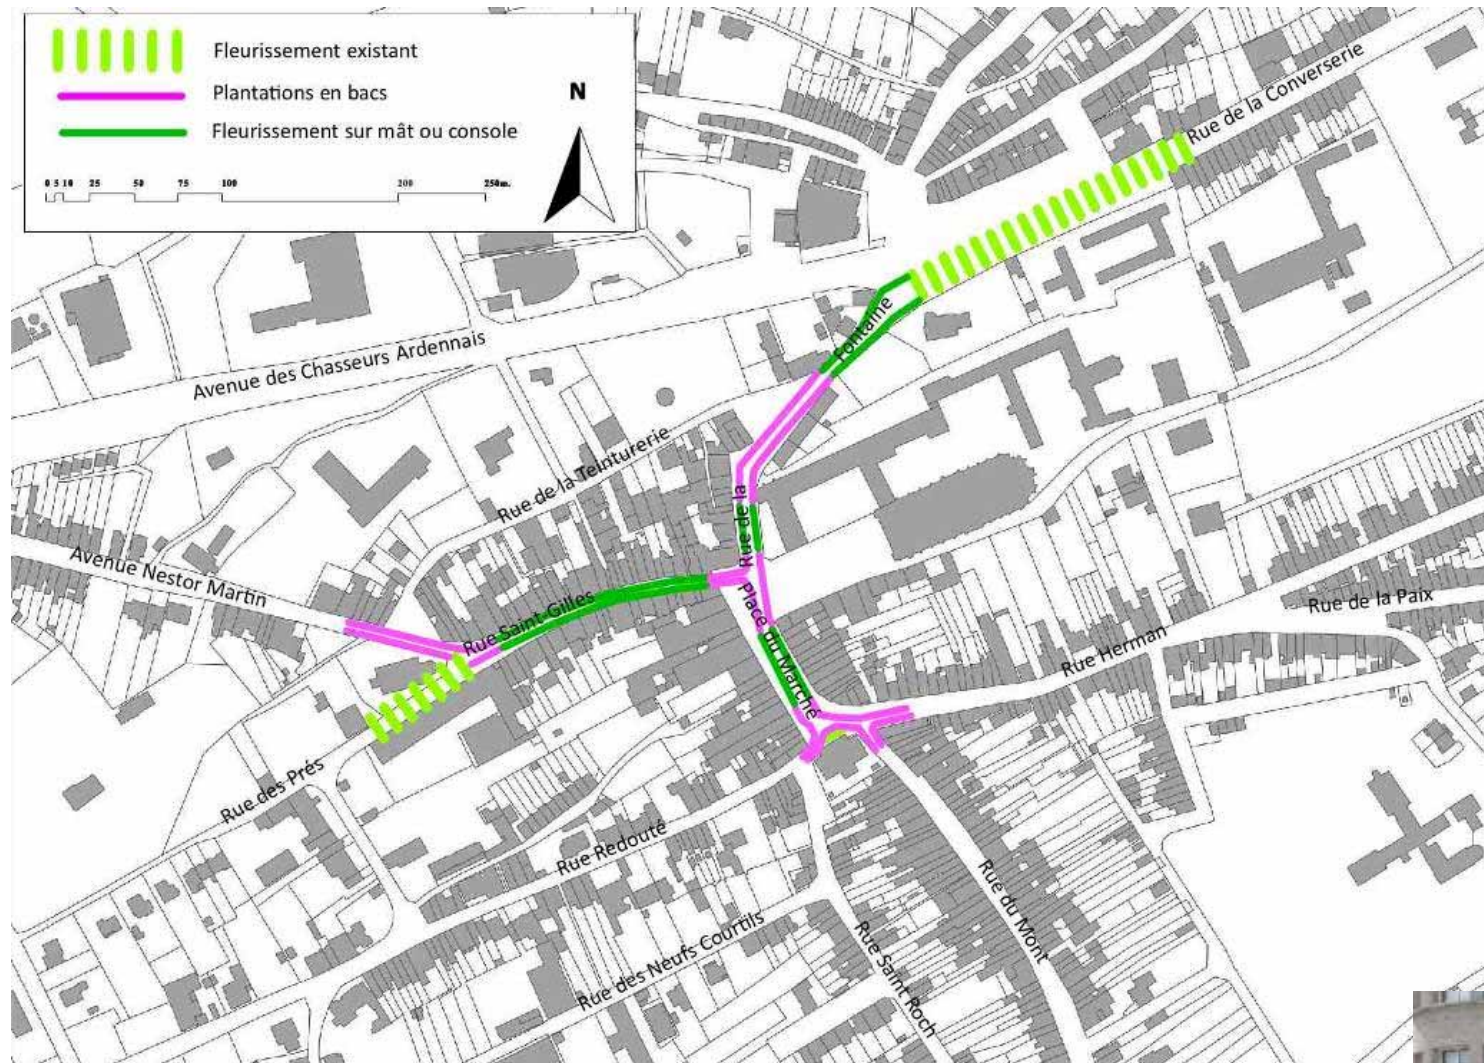 Fleurissement existant
Plantations en bacs
Fleurissement sur mât ou console
N
0 5 10 25 50 75 100 200 250m.
Rue de la Converserie
Fontaine
Avenue des Chasseurs Ardennais
Rue de la Teinturerie
Rue de la
Avenue Nestor Martin
Rue Saint-Gilles
Place du Marché
Rue de la Paix
Rue Herman
Rue des Prés
Rue Redouté
Rue du Mont
Rue des Neufs Courtils
Rue Saint Roch